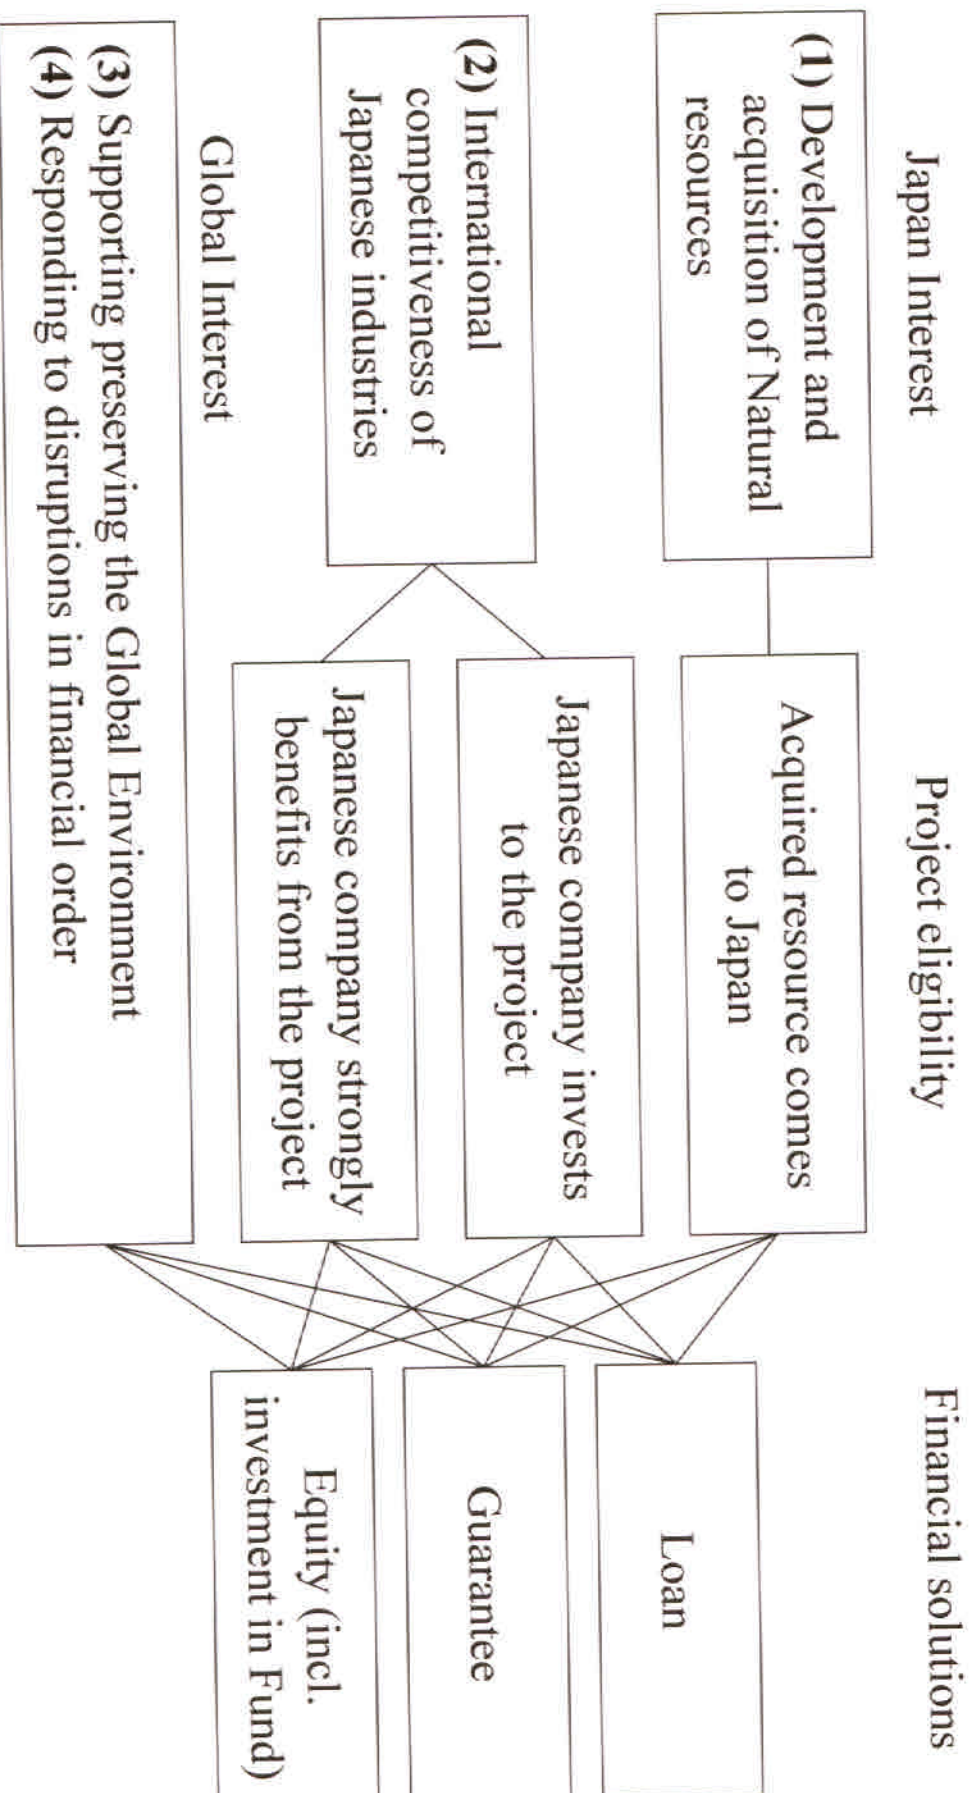 Japan Interest
Project eligibility
Financial solutions
(1) Development and
acquisition of Natural
resources
Acquired resource comes
to Japan
Loan
(2) International
competitiveness of
Japanese industries
Japanese company invests
to the project
Guarantee
Japanese company strongly
benefits from the project
Equity (incl.
investment in Fund)
Global Interest
(3) Supporting preserving the Global Environment
(4) Responding to disruptions in financial order